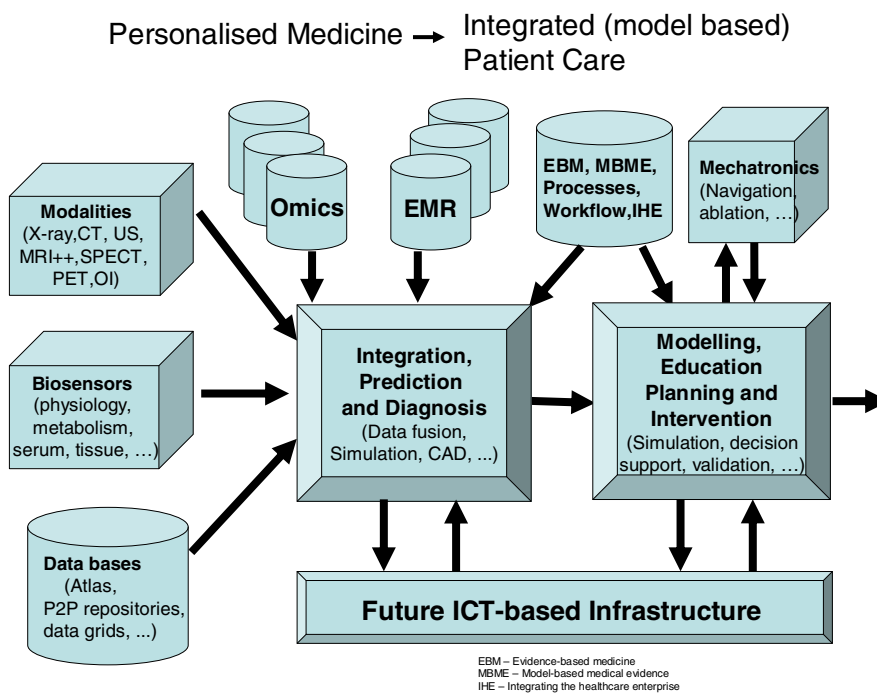 Personalised Medicine → Integrated (model based)
Patient Care
Omics
EMR
EBM, MBME,
Processes,
Workflow,IHE
Mechatronics
(Navigation,
ablation, …)
Modalities
(X-ray,CT, US,
MRI++,SPECT,
PET,OI)
Biosensors
(physiology,
metabolism,
serum, tissue, …)
Data bases
(Atlas,
P2P repositories,
data grids, ...)
Integration,
Prediction
and Diagnosis
(Data fusion,
Simulation, CAD, ...)
Modelling,
Education
Planning and
Intervention
(Simulation, decision
support, validation, …)
Future ICT-based Infrastructure
EBM – Evidence-based medicine
MBME – Model-based medical evidence
IHE – Integrating the healthcare enterprise